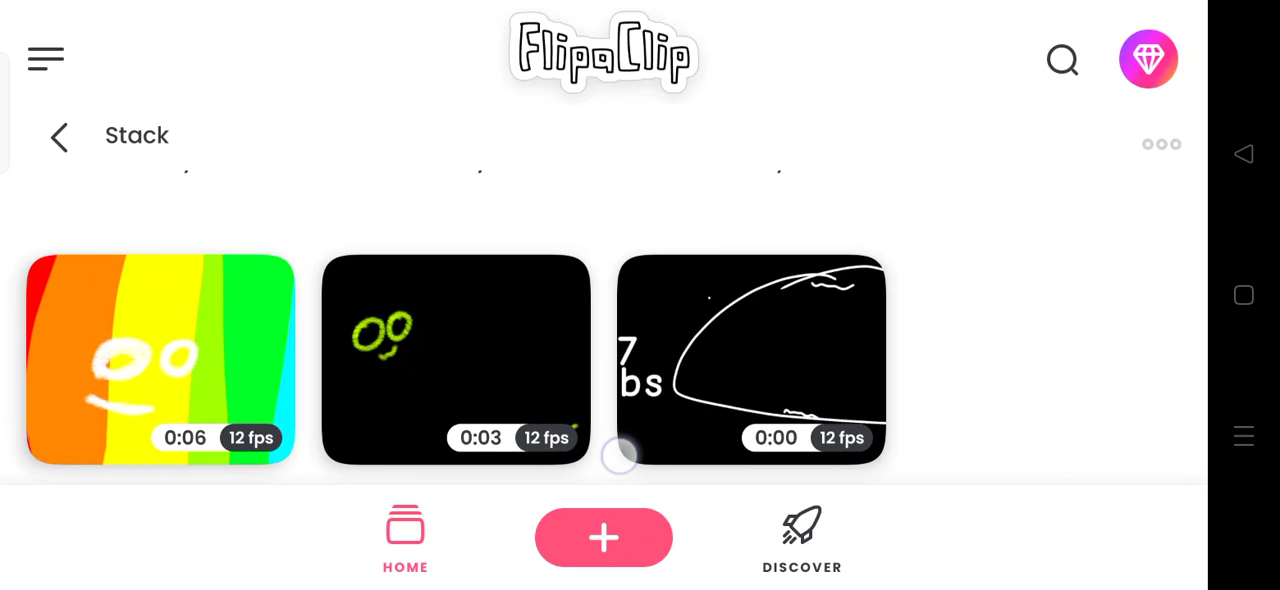 FlipaClip
Stack
7
bs
0:06 12 fps
0:03 12 fps
0:00 12 fps
HOME
DISCOVER